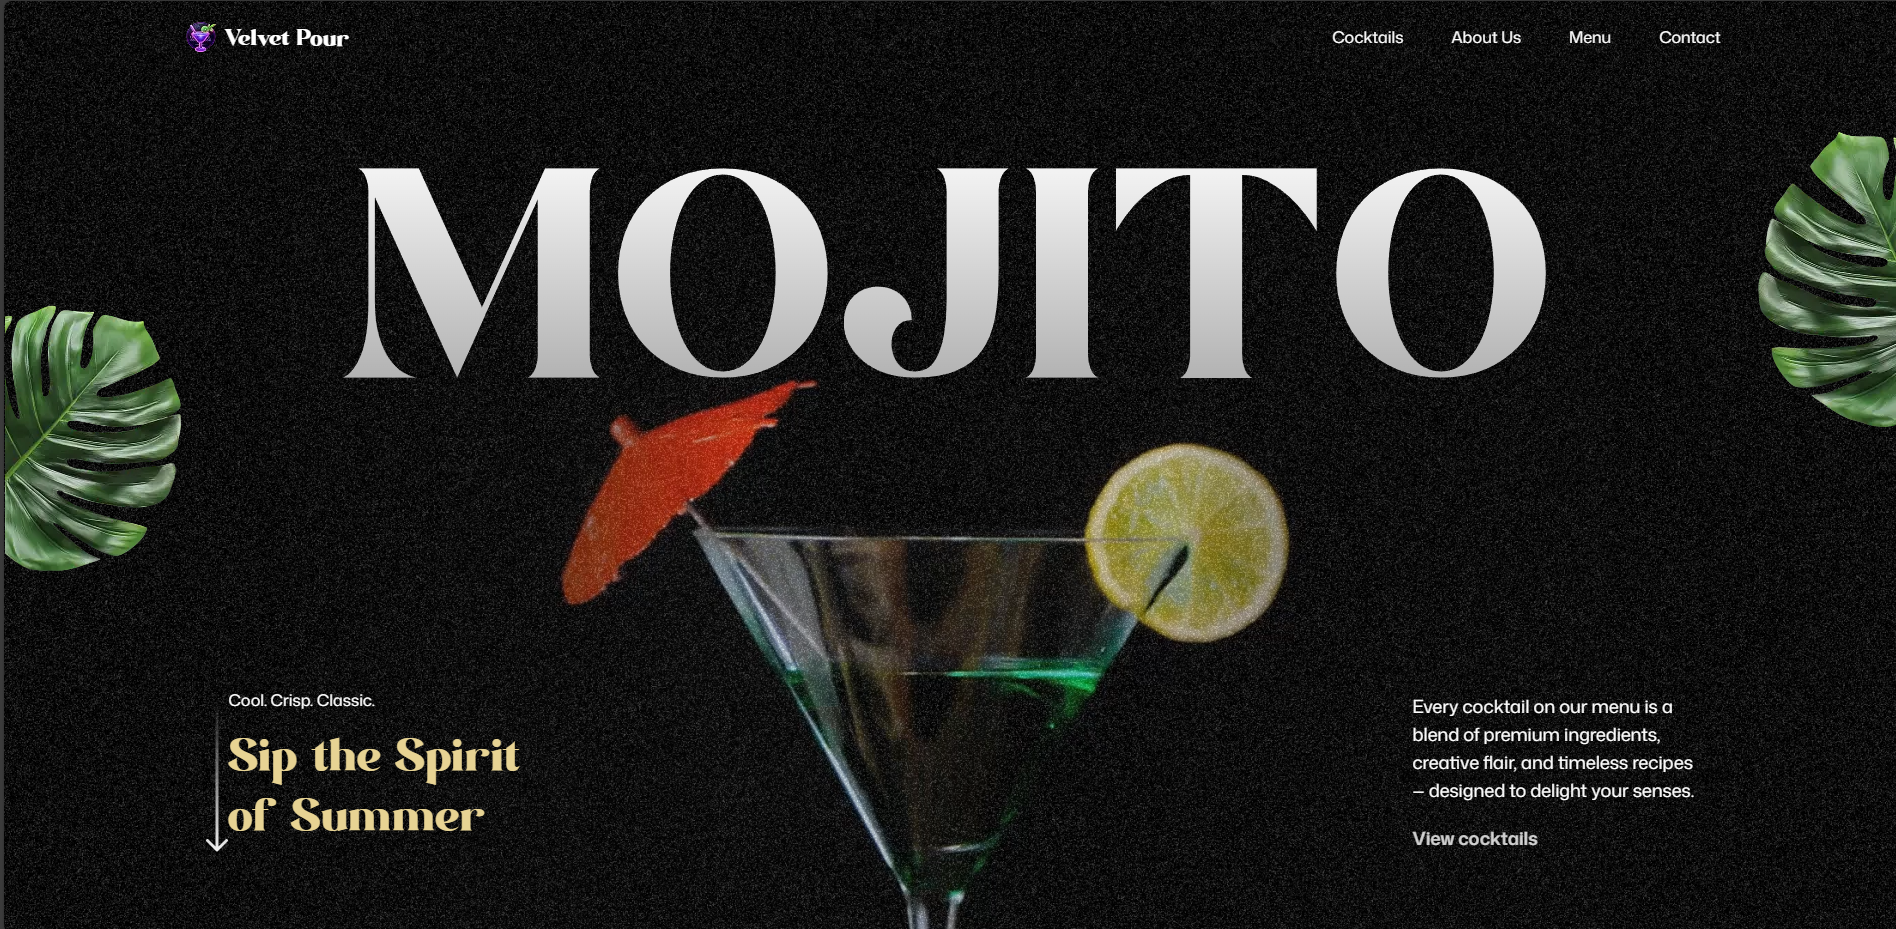 Velvet Pour
Cocktails
About Us
Menu
Contact
MOJITO
Cool. Crisp. Classic.
Sip the Spirit
of Summer
Every cocktail on our menu is a
blend of premium ingredients,
creative flair, and timeless recipes
– designed to delight your senses.
View cocktails